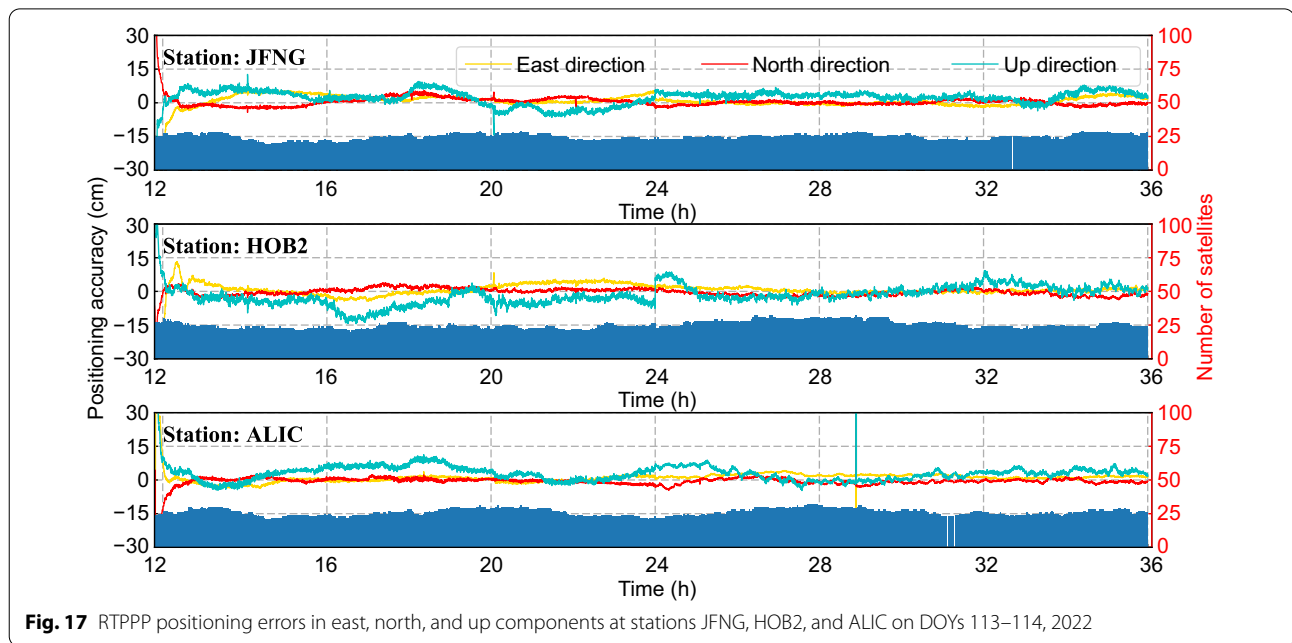 Positioning accuracy (cm)
Number of satellites
Station: JFNG
East direction North direction Up direction
30
15
0
−15
−30
100
75
50
25
0
12 16 20 24 28 32 36
Time (h)
Station: HOB2
30
15
0
−15
−30
100
75
50
25
0
12 16 20 24 28 32 36
Time (h)
Station: ALIC
30
15
0
−15
−30
100
75
50
25
0
12 16 20 24 28 32 36
Time (h)
Fig. 17 RTPPP positioning errors in east, north, and up components at stations JFNG, HOB2, and ALIC on DOYs 113–114, 2022